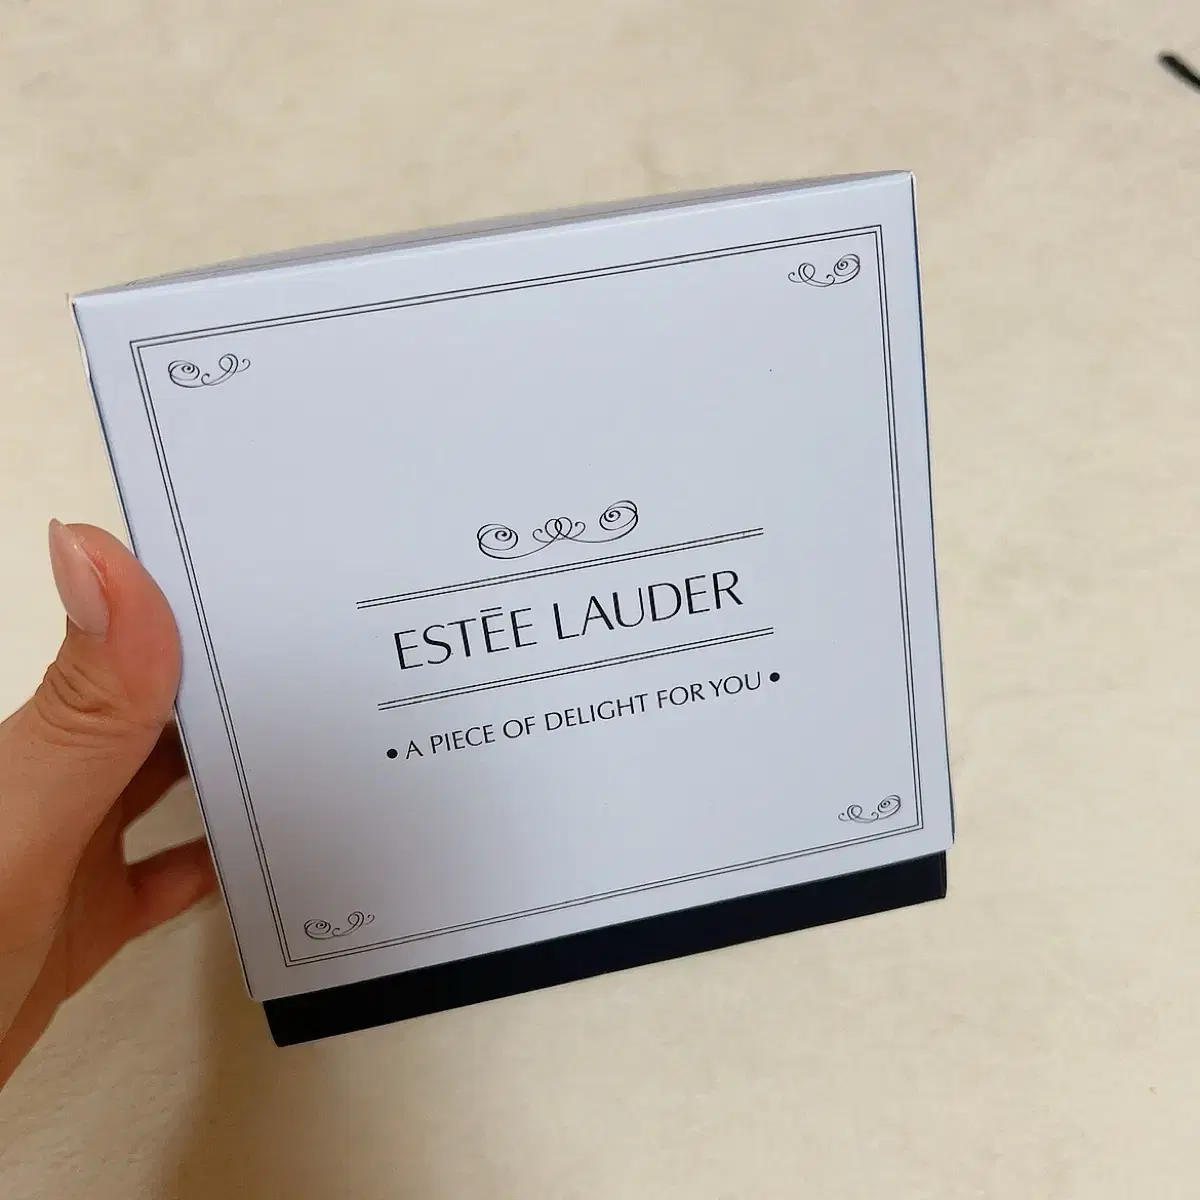 ESTĒE LAUDER
• A PIECE OF DELIGHT FOR YOU •